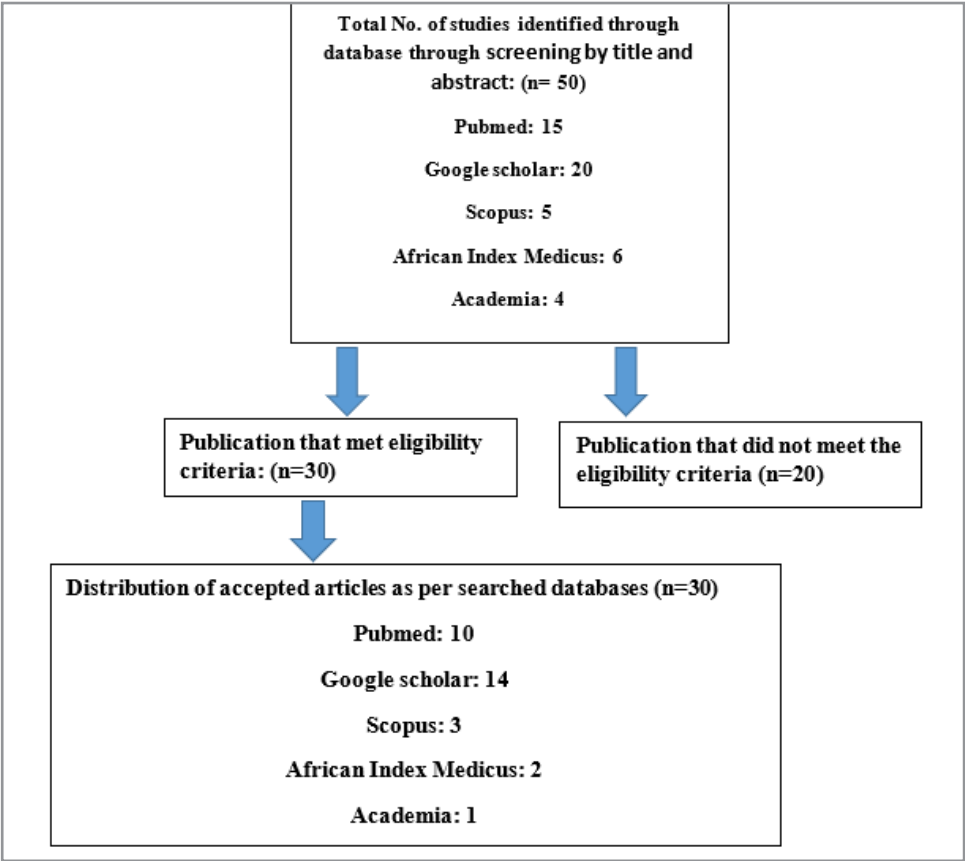 Total No. of studies identified through
database through screening by title and
abstract: (n= 50)
Pubmed: 15
Google scholar: 20
Scopus: 5
African Index Medicus: 6
Academia: 4
Publication that met eligibility
criteria: (n=30)
Publication that did not meet the
eligibility criteria (n=20)
Distribution of accepted articles as per searched databases (n=30)
Pubmed: 10
Google scholar: 14
Scopus: 3
African Index Medicus: 2
Academia: 1